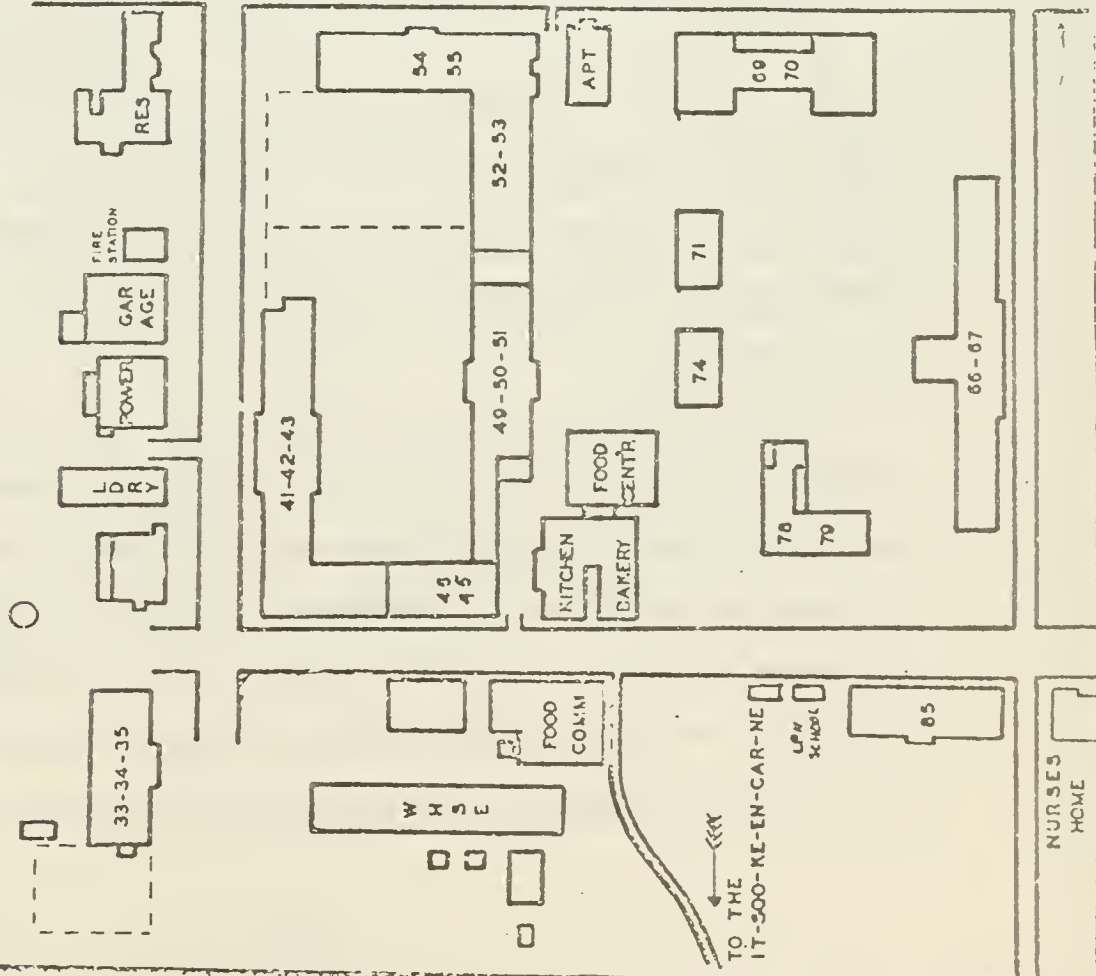 RES
54
55
APT
69
70
FIRE
STATION
52-53
GAR
AGE
71
POWER
49-50-51
74
66-67
41-42-43
L
D
R
Y
FOOD
CENT'R
KITCHEN
BAKERY
78
79
45
33-34-35
FOOD
COMM
W
H
S
E
LPN
SCHOOL
85
TO THE
IT-SOO-KE-EN-CAR-NE
NURSES
HOME